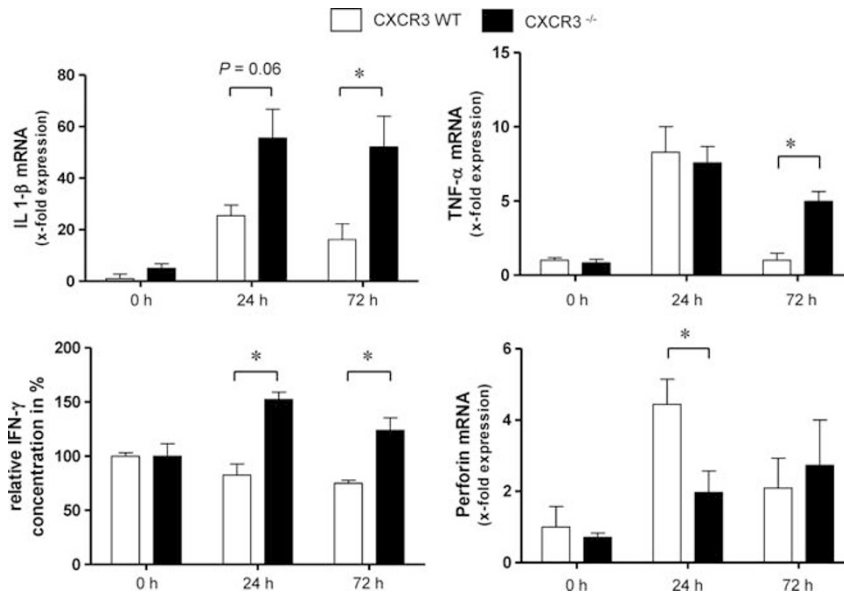 CXCR3 WT CXCR3 -/-
IL 1-β mRNA
(x-fold expression)
80
60
40
20
0
P = 0.06
*
0 h 24 h 72 h
TNF-α mRNA
(x-fold expression)
15
10
5
0
*
0 h 24 h 72 h
relative IFN-γ
concentration in %
200
150
100
50
0
* *
0 h 24 h 72 h
Perforin mRNA
(x-fold expression)
6
4
2
0
*
0 h 24 h 72 h